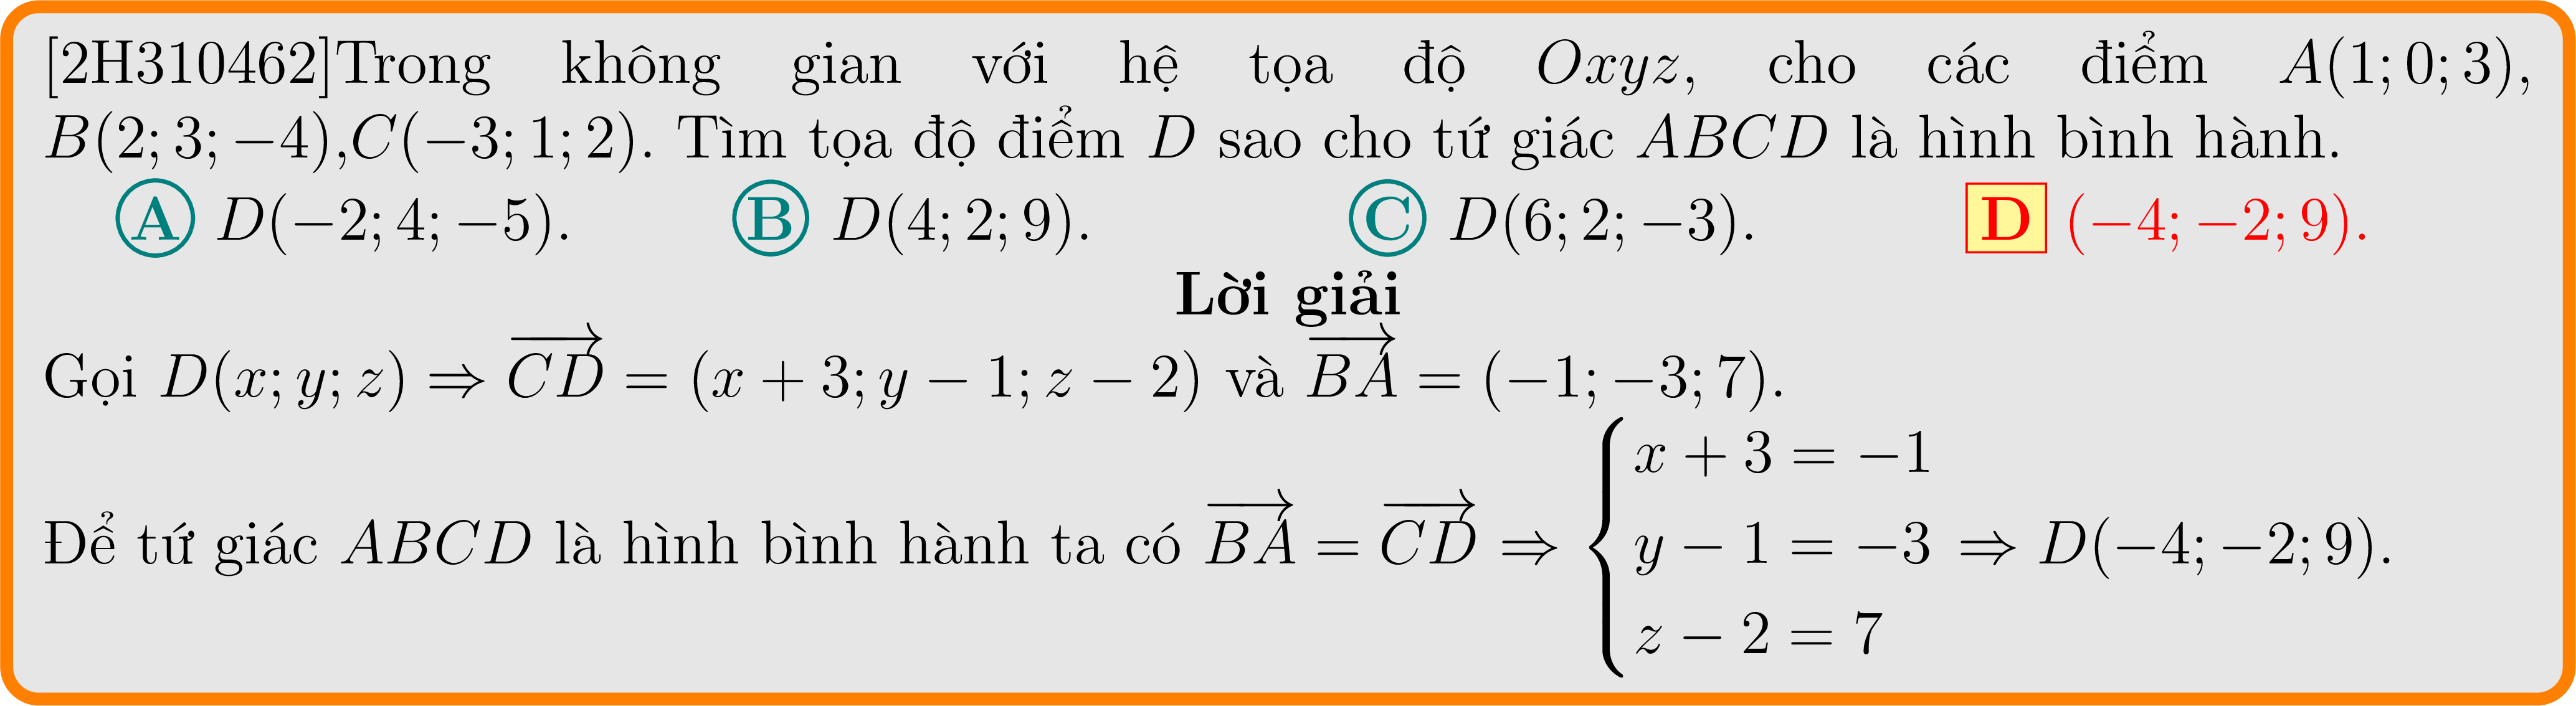 [2H310462]Trong không gian với hệ tọa độ Oxyz, cho các điểm A(1; 0; 3),
B(2; 3; −4),C(−3; 1; 2). Tìm tọa độ điểm D sao cho tứ giác ABCD là hình bình hành.
A D(−2; 4; −5). B D(4; 2; 9). C D(6; 2; −3). D (−4; −2; 9).
Lời giải
Gọi D(x; y; z) ⇒ $\overrightarrow{CD}$ = (x + 3; y − 1; z − 2) và $\overrightarrow{BA}$ = (−1; −3; 7).
Để tứ giác ABCD là hình bình hành ta có $\overrightarrow{BA} = \overrightarrow{CD} \Rightarrow \begin{cases} x + 3 = -1 \\ y - 1 = -3 \\ z - 2 = 7 \end{cases} \Rightarrow$ D(−4; −2; 9).